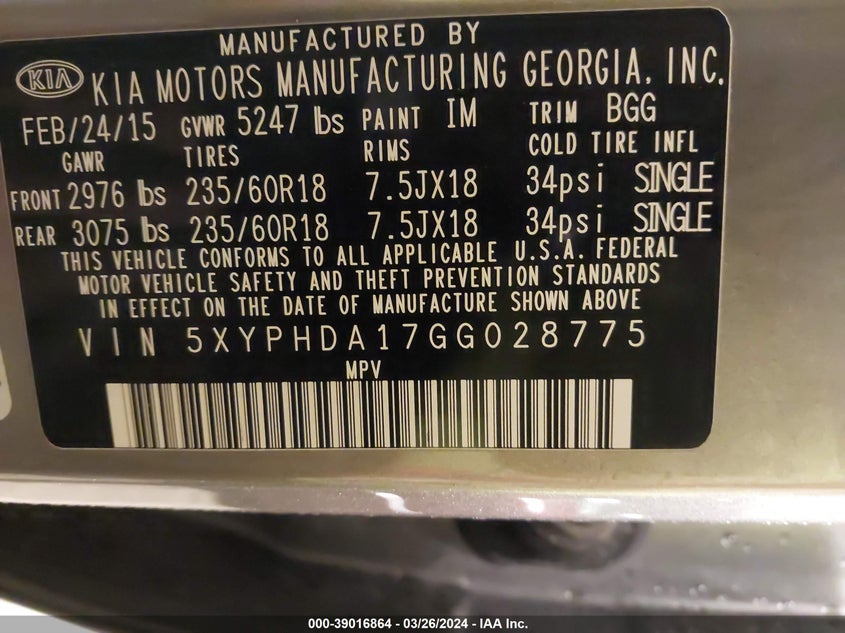 MANUFACTURED BY
KIA KIA MOTORS MANUFACTURING GEORGIA, INC.
FEB/24/15 GVWR 5247 lbs PAINT IM TRIM BGG
GAWR TIRES RIMS COLD TIRE INFL
FRONT 2976 lbs 235/60R18 7.5JX18 34psi SINGLE
REAR 3075 lbs 235/60R18 7.5JX18 34psi SINGLE
THIS VEHICLE CONFORMS TO ALL APPLICABLE U.S.A. FEDERAL
MOTOR VEHICLE SAFETY AND THEFT PREVENTION STANDARDS
IN EFFECT ON THE DATE OF MANUFACTURE SHOWN ABOVE
VIN 5XYPHDA17GG028775
MPV
000-39016864 - 03/26/2024 - IAA Inc.